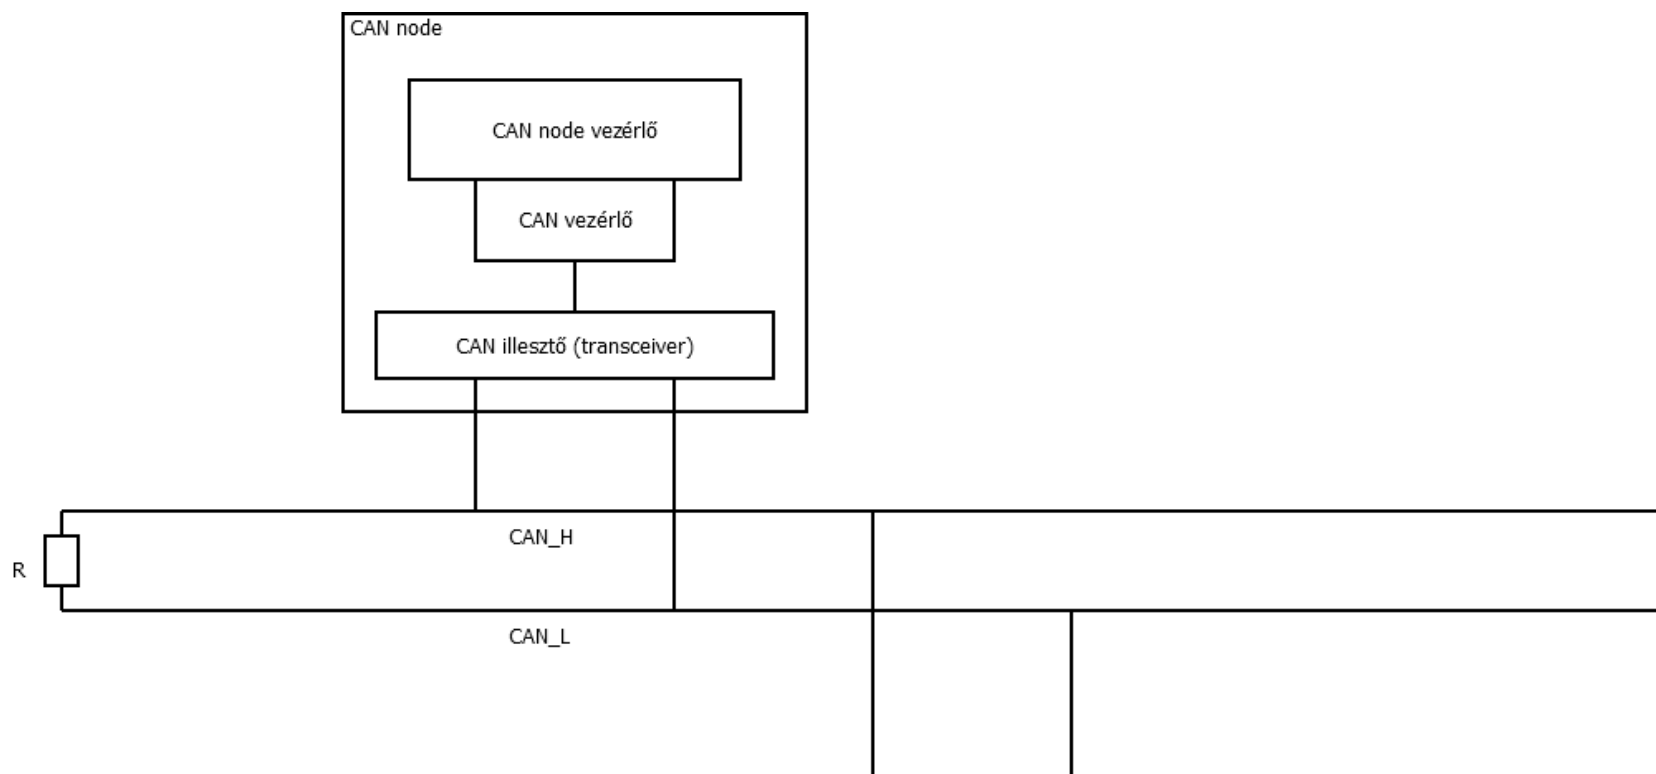 CAN node
CAN node vezérlő
CAN vezérlő
CAN illesztő (transceiver)
CAN_H
R
CAN_L